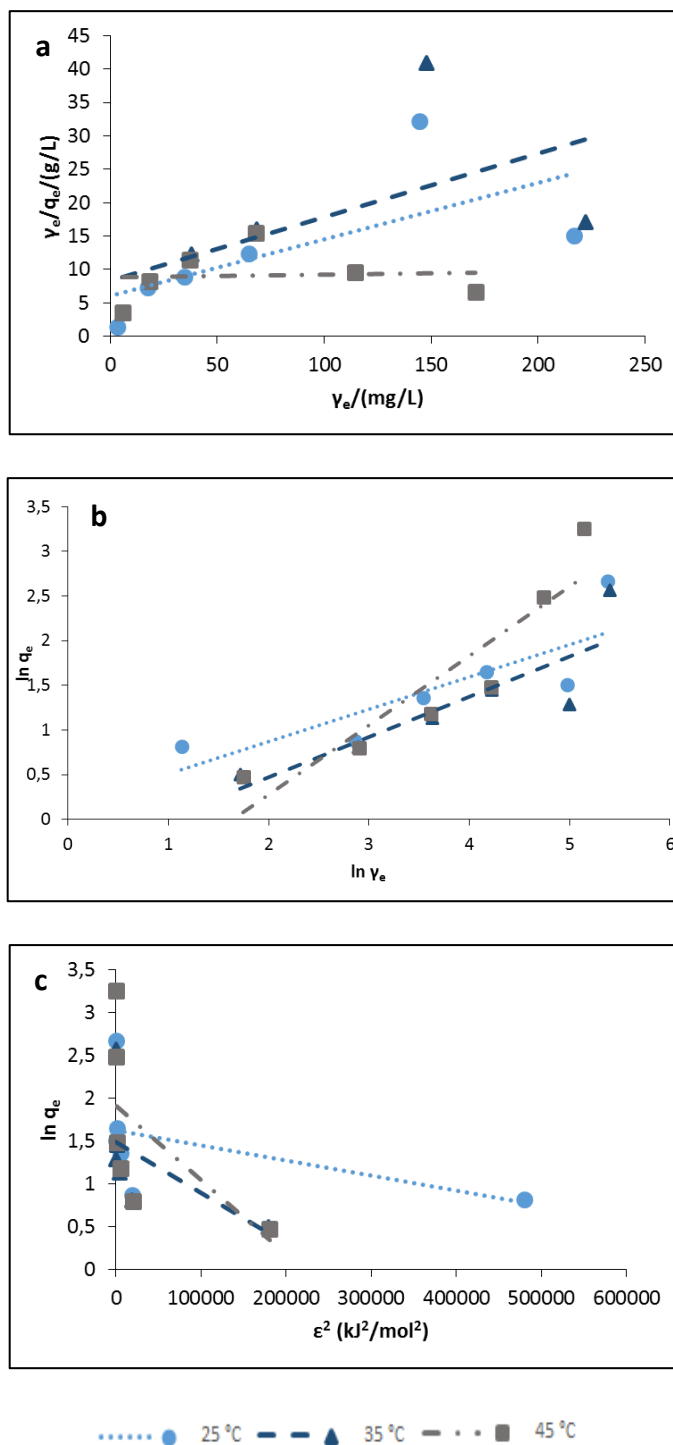 a
45
40
35
30
25
20
15
10
5
0
γe/qe/(g/L)
0 50 100 150 200 250
γe/(mg/L)
b
3,5
3
2,5
2
1,5
1
0,5
0
ln qe
0 1 2 3 4 5 6
ln γe
c
3,5
3
2,5
2
1,5
1
0,5
0
ln qe
0 100000 200000 300000 400000 500000 600000
ε² (kJ²/mol²)
25 ⁰C 35 ⁰C 45 ⁰C